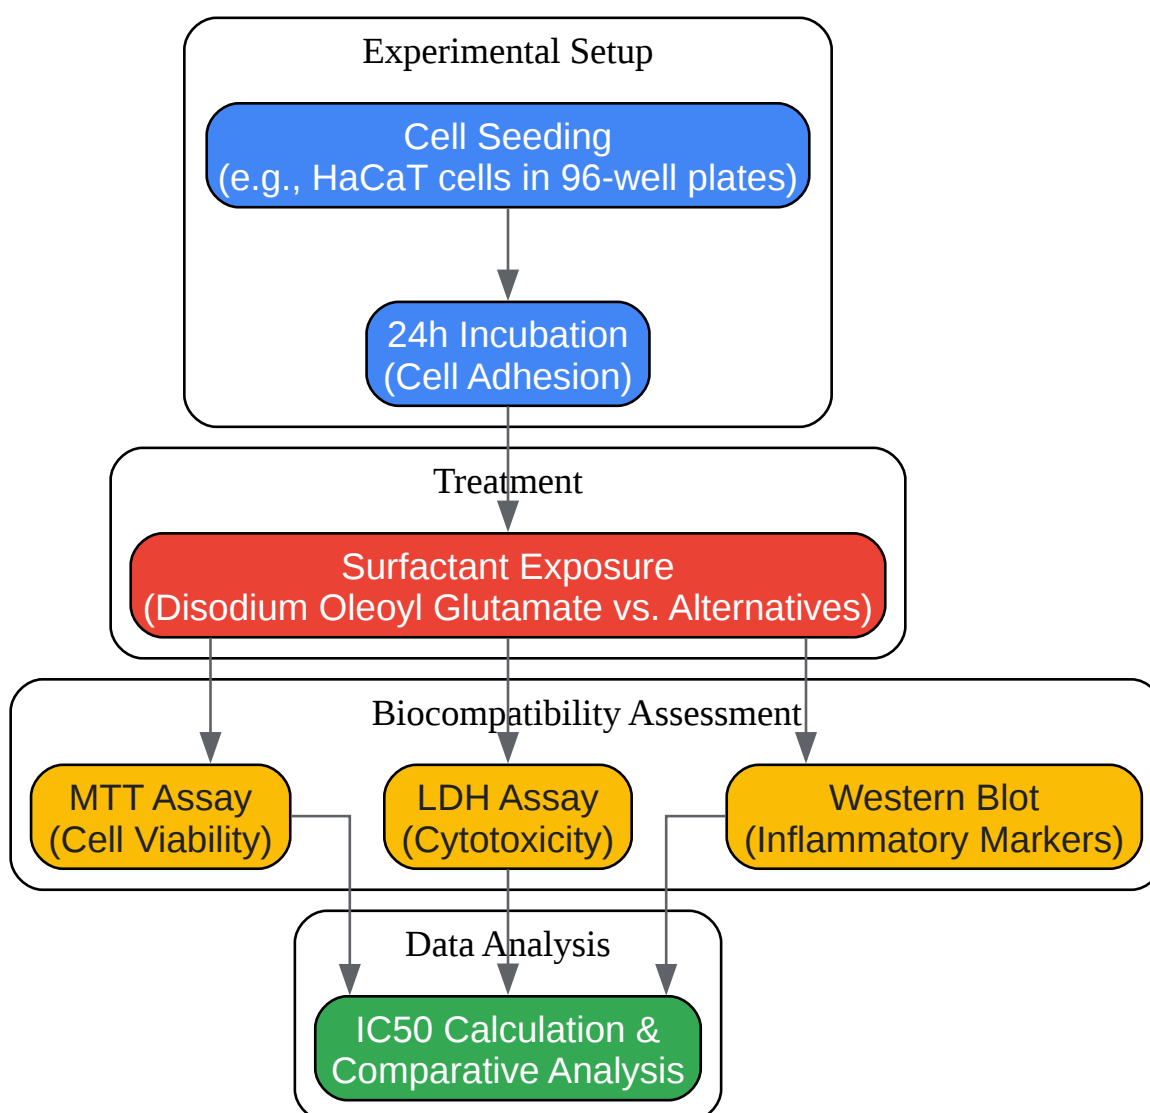 Experimental Setup
Cell Seeding
(e.g., HaCaT cells in 96-well plates)
24h Incubation
(Cell Adhesion)
Treatment
Surfactant Exposure
(Disodium Oleoyl Glutamate vs. Alternatives)
Biocompatibility Assessment
MTT Assay
(Cell Viability)
LDH Assay
(Cytotoxicity)
Western Blot
(Inflammatory Markers)
Data Analysis
IC50 Calculation &
Comparative Analysis